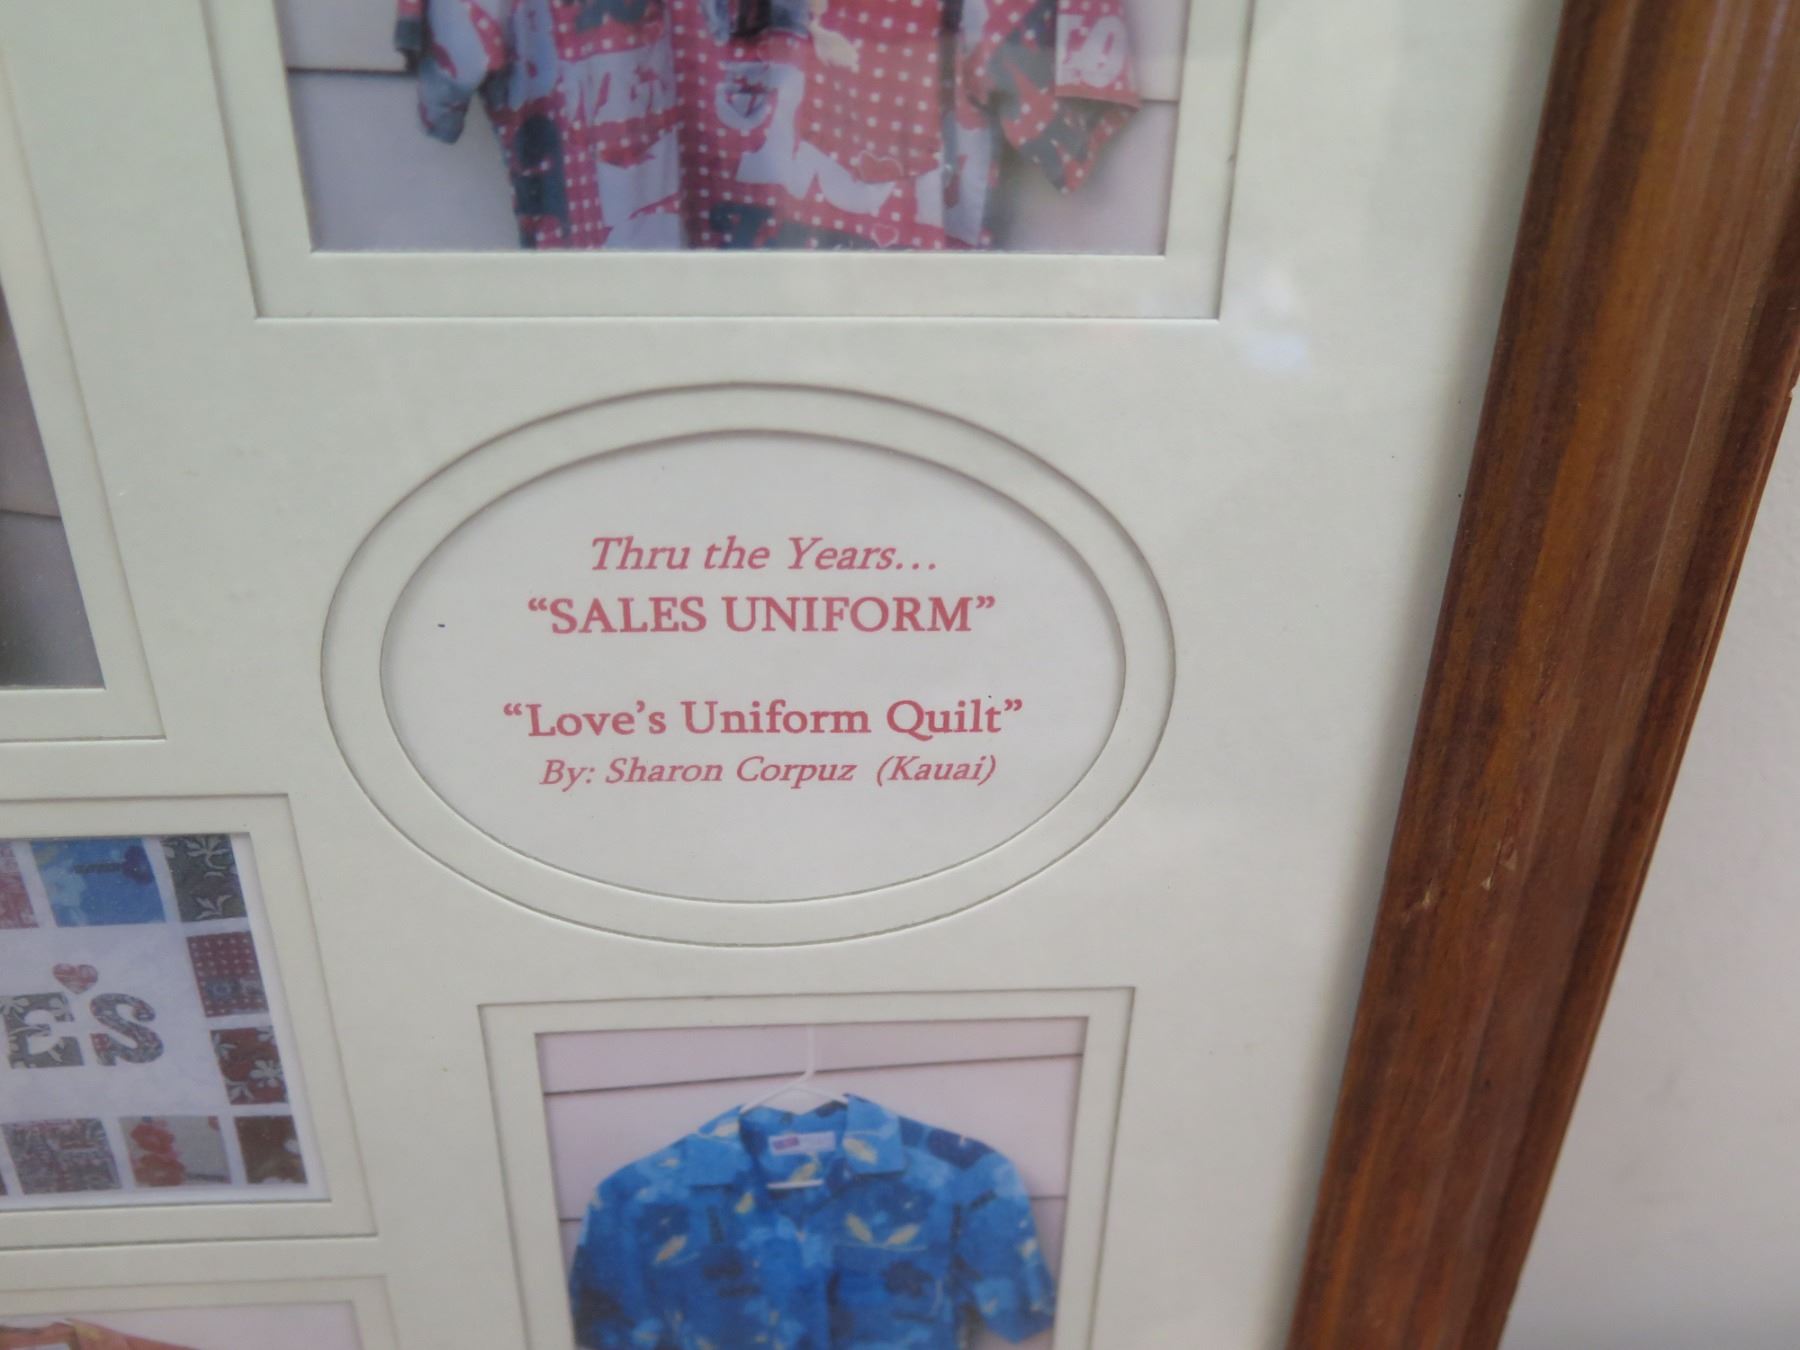 Thru the Years...
“SALES UNIFORM”
“Love’s Uniform Quilt”
By: Sharon Corpuz (Kauai)
E'S